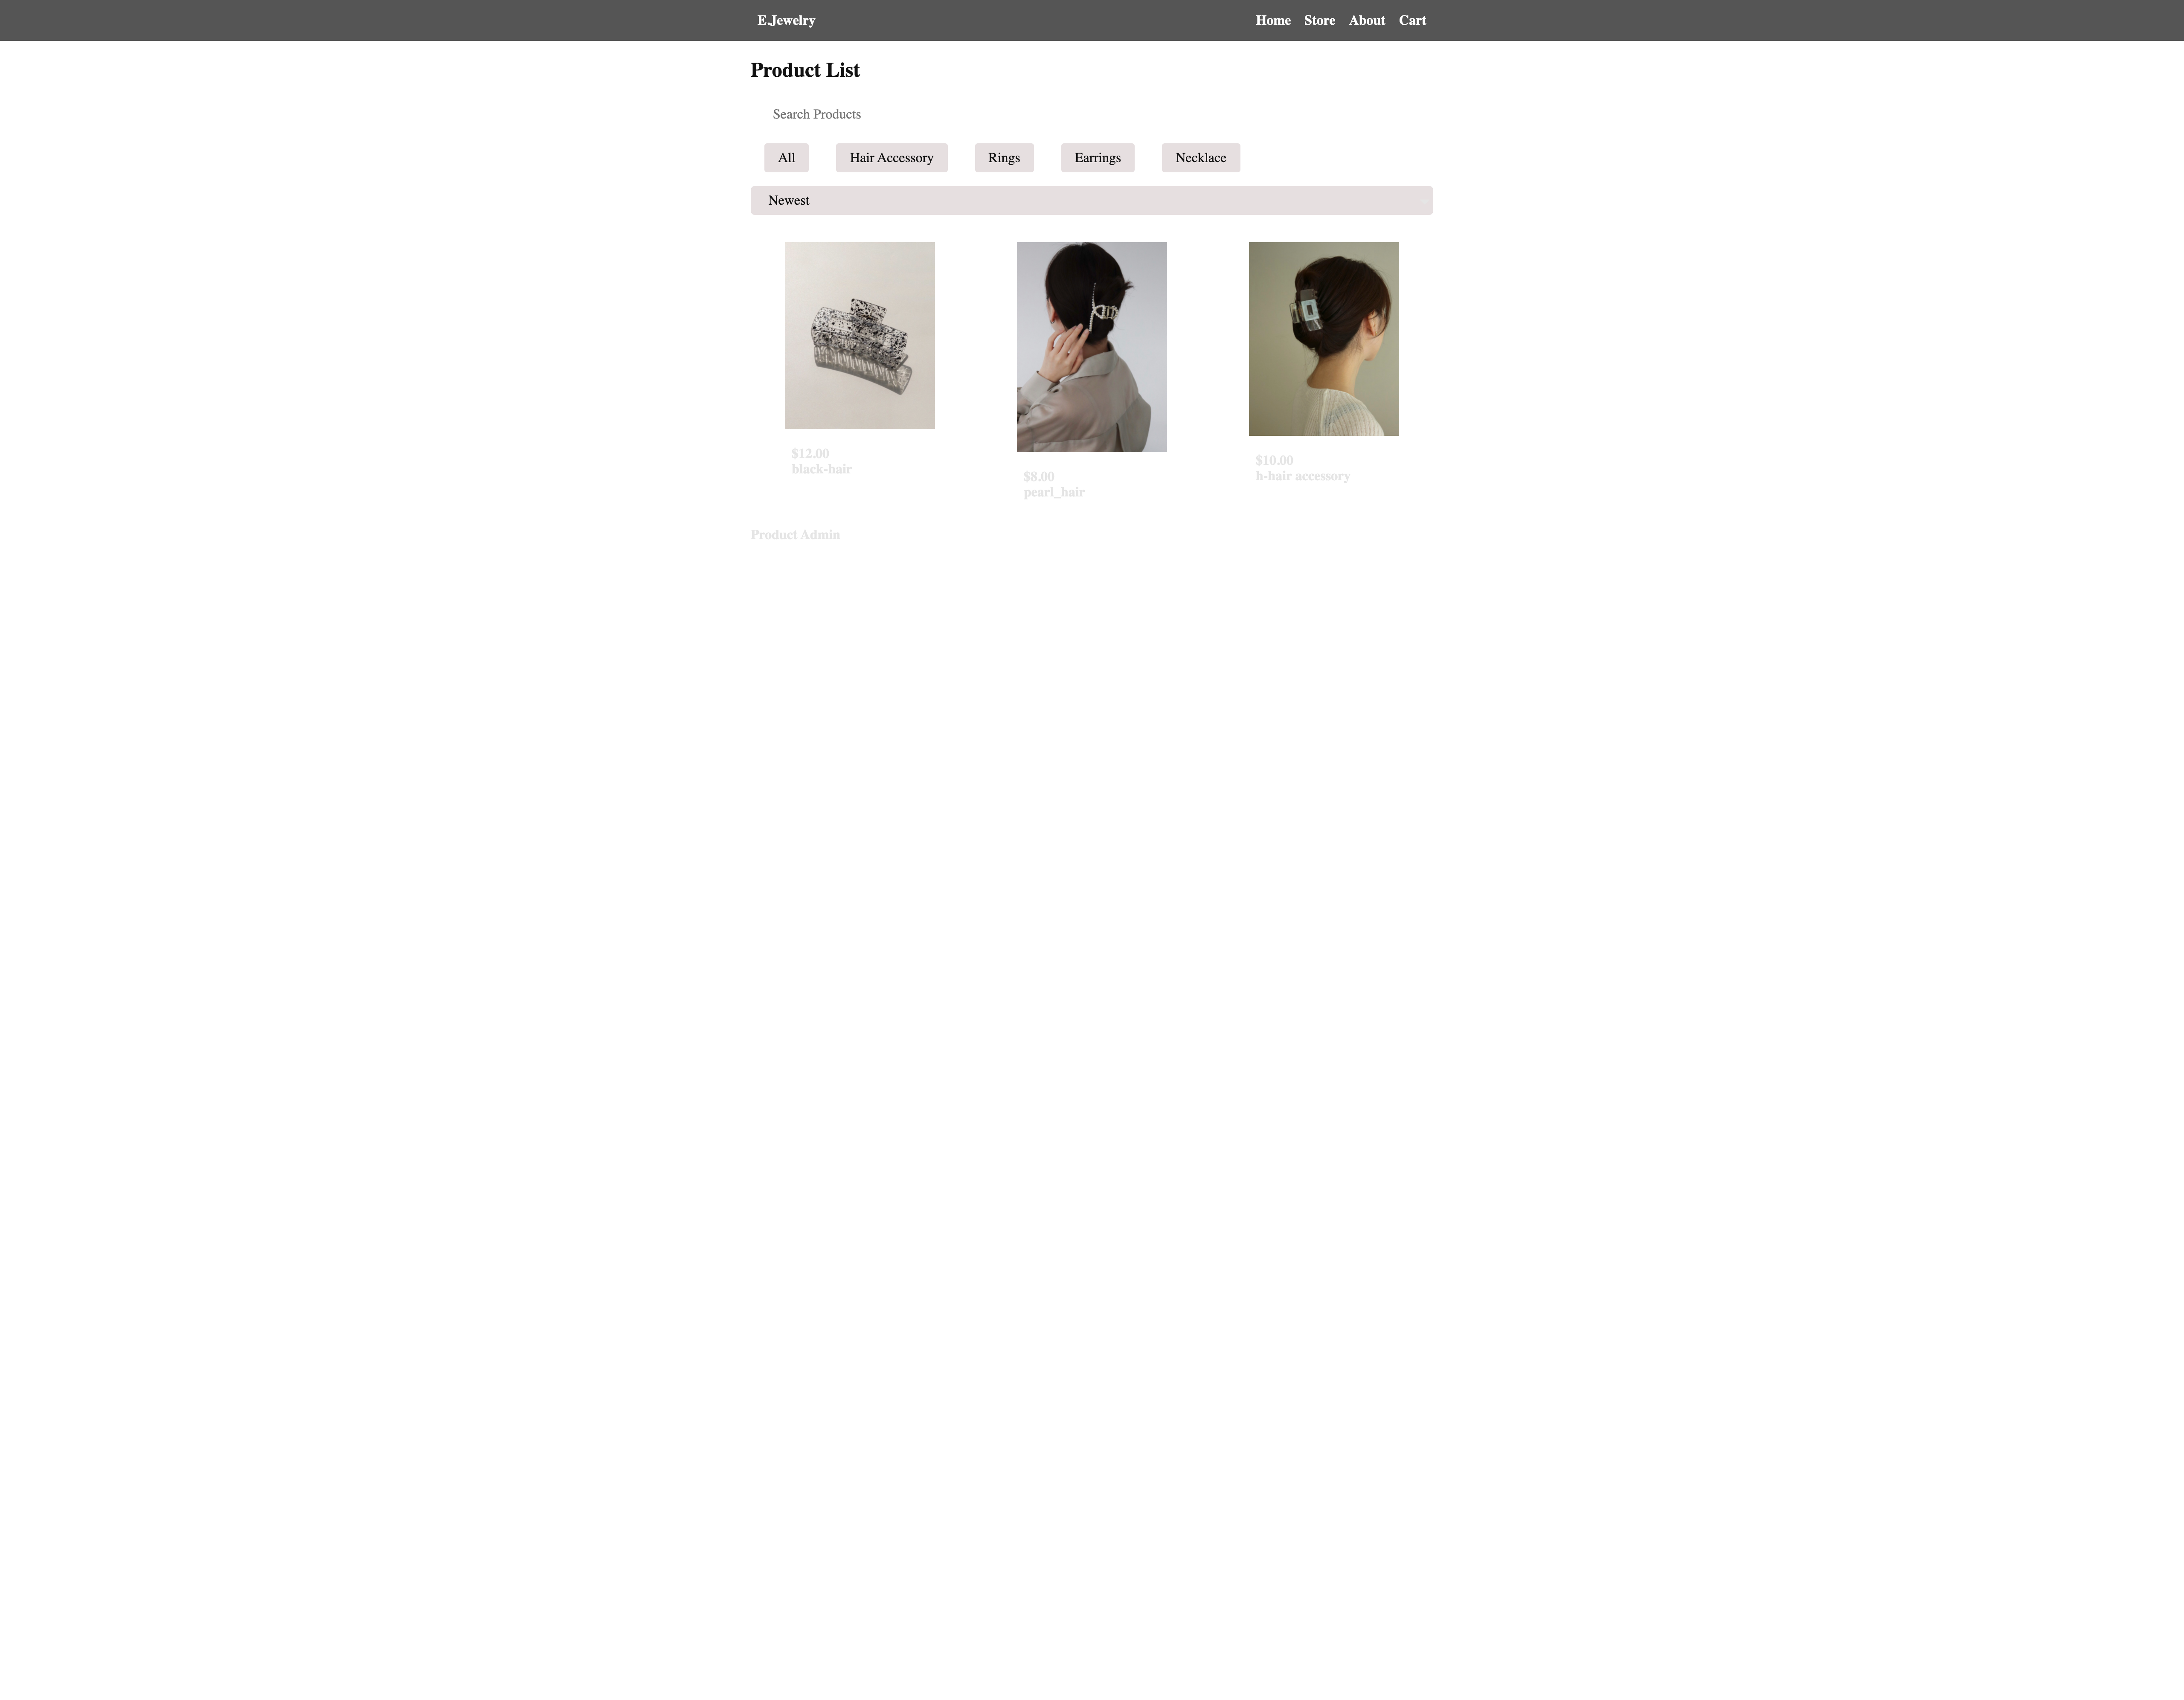 E.Jewelry
Home Store About Cart
Product List
Search Products
All Hair Accessory Rings Earrings Necklace
Newest
$12.00
black-hair
$8.00
pearl_hair
$10.00
h-hair accessory
Product Admin